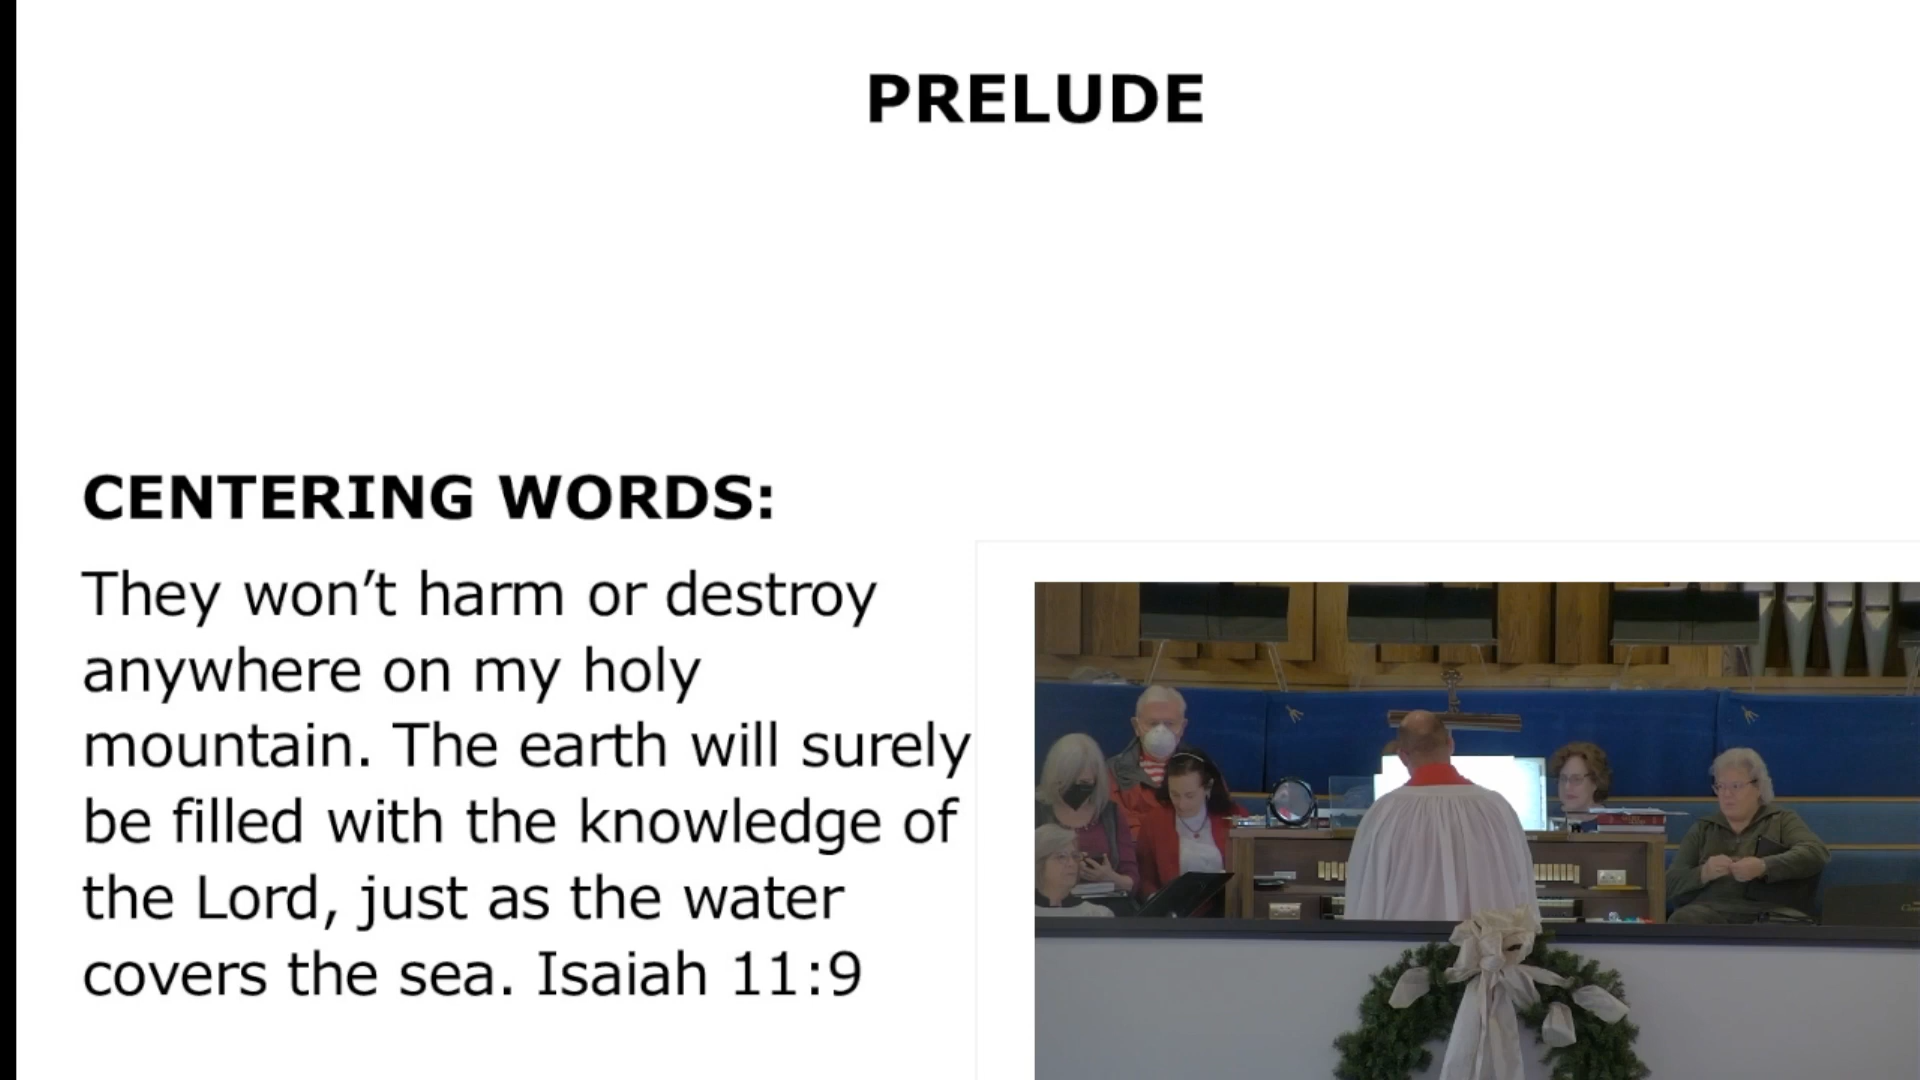 PRELUDE
CENTERING WORDS:
They won’t harm or destroy
anywhere on my holy
mountain. The earth will surely
be filled with the knowledge of
the Lord, just as the water
covers the sea. Isaiah 11:9